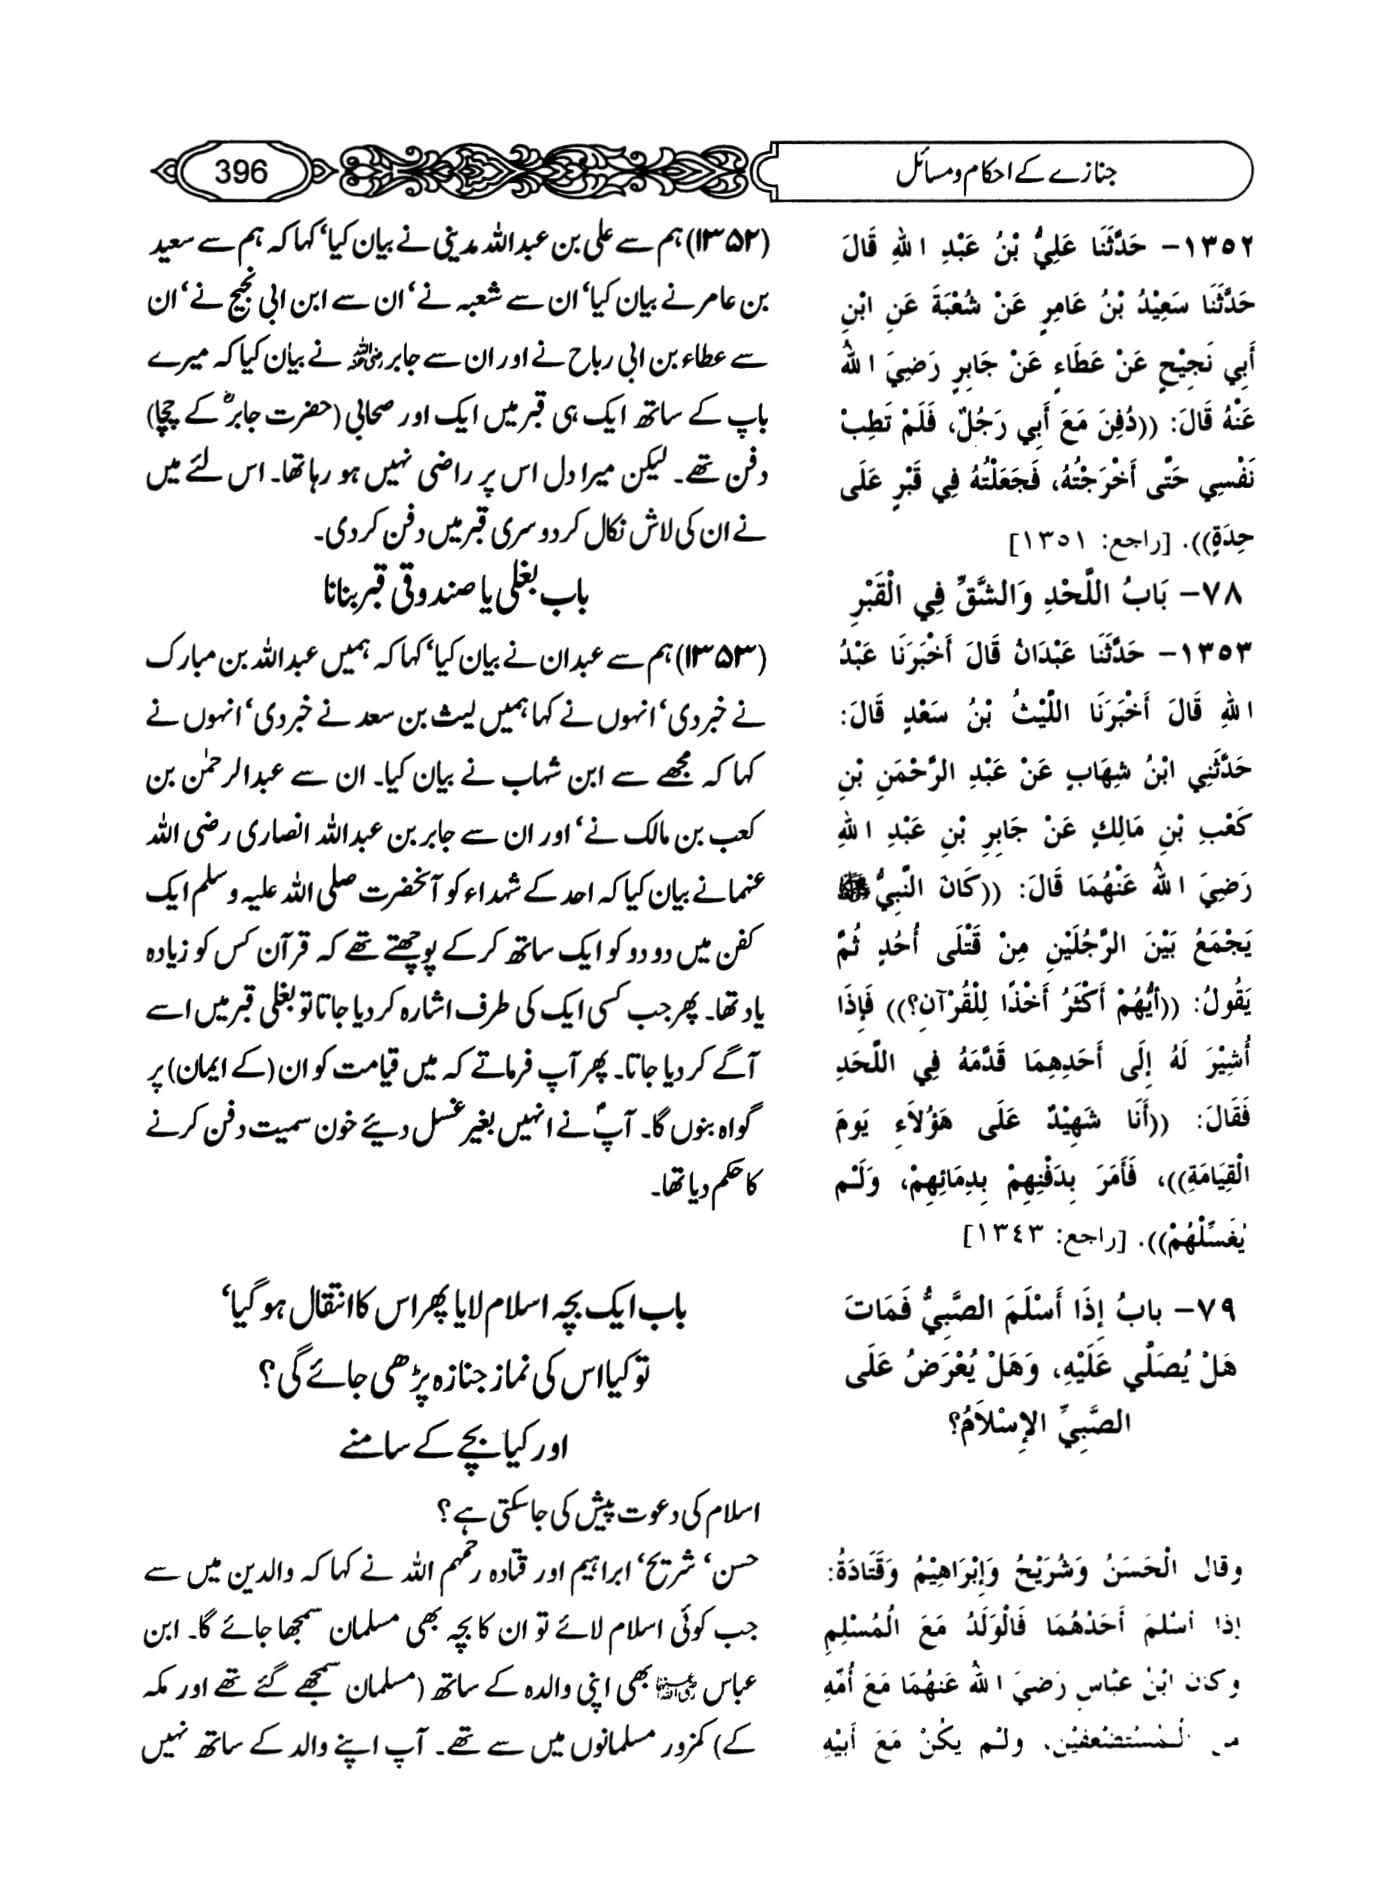 جنازے کے احکام و مسائل
396
١٣٥٢- حَدَّثَنَا عَلِيُّ بْنُ عَبْدِ اللهِ قَالَ
حَدَّثَنَا سَعِيْدُ بْنُ عَامِرٍ عَنْ شُعْبَةَ عَنِ ابْنِ
أَبِي نَجِيْحٍ عَنْ عَطَاءٍ عَنْ جَابِرٍ رَضِيَ اللهُ
عَنْهُ قَالَ: ((دُفِنَ مَعَ أَبِي رَجُلٌ، فَلَمْ تَطِبْ
نَفْسِي حَتَّى أَخْرَجْتُهُ، فَجَعَلْتُهُ فِي قَبْرٍ عَلَى
حِدَةٍ)). [راجع: ١٣٥١]
٧٨- بَابُ اللَّحْدِ وَالشَّقِّ فِي الْقَبْرِ
١٣٥٣- حَدَّثَنَا عَبْدَانُ قَالَ أَخْبَرَنَا عَبْدُ
اللهِ قَالَ أَخْبَرَنَا اللَّيْثُ بْنُ سَعْدٍ قَالَ:
حَدَّثَنِي ابْنُ شِهَابٍ عَنْ عَبْدِ الرَّحْمَنِ بْنِ
كَعْبِ بْنِ مَالِكٍ عَنْ جَابِرِ بْنِ عَبْدِ اللهِ
رَضِيَ اللهُ عَنْهُمَا قَالَ: ((كَانَ النَّبِيُّ ﷺ
يَجْمَعُ بَيْنَ الرَّجُلَيْنِ مِنْ قَتْلَى أُحُدٍ ثُمَّ
يَقُولُ: ((أَيُّهُمْ أَكْثَرُ أَخْذًا لِلْقُرْآنِ؟)) فَإِذَا
أُشِيْرَ لَهُ إِلَى أَحَدِهِمَا قَدَّمَهُ فِي اللَّحَدِ
فَقَالَ: ((أَنَا شَهِيْدٌ عَلَى هَؤُلاَءِ يَومَ
الْقِيَامَةِ))، فَأَمَرَ بِدَفْنِهِمْ بِدِمَائِهِمْ، وَلَمْ
يُغَسِّلْهُمْ)). [راجع: ١٣٤٣]
٧٩- بابُ إِذَا أَسْلَمَ الصَّبِيُّ فَمَاتَ
هَلْ يُصَلَّى عَلَيْهِ، وَهَلْ يُعْرَضُ عَلَى
الصَّبِيِّ الإِسْلاَمُ؟
وقال الْحَسَنُ وَشُرَيْحُ وَإِبْرَاهِيْمُ وَقَتَادَةُ:
إذا أسْلمَ أَحَدُهُمَا فَالْوَلَدُ مَعَ الْمُسْلِمِ
وكان ابْنُ عبَّاسٍ رَضِيَ اللهُ عَنْهُمَا مَعَ أُمِّهِ
من الْمُسْتضْعفِيْن، ولَم يكُنْ مَعَ أَبِيْهِ
(۱۳۵۲) ہم سے علی بن عبداللہ مدینی نے بیان کیا‘ کہا کہ ہم سے سعید
بن عامر نے بیان کیا‘ ان سے شعبہ نے‘ ان سے ابن ابی نجیح نے‘ ان
سے عطاء بن ابی رباح نے اور ان سے جابر رضی اللہ عنہ نے بیان کیا کہ میرے
باپ کے ساتھ ایک ہی قبر میں ایک اور صحابی (حضرت جابرؓ کے چچا)
دفن تھے۔ لیکن میرا دل اس پر راضی نہیں ہو رہا تھا۔ اس لئے میں
نے ان کی لاش نکال کر دوسری قبر میں دفن کر دی۔
باب بغلی یا صندوقی قبر بنانا
(۱۳۵۳) ہم سے عبدان نے بیان کیا‘ کہا کہ ہمیں عبداللہ بن مبارک
نے خبر دی‘ انہوں نے کہا ہمیں لیث بن سعد نے خبر دی‘ انہوں نے
کہا کہ مجھے سے ابن شہاب نے بیان کیا۔ ان سے عبدالرحمٰن بن
کعب بن مالک نے‘ اور ان سے جابر بن عبداللہ انصاری رضی اللہ
عنہما نے بیان کیا کہ احد کے شہداء کو آنحضرت صلی اللہ علیہ وسلم ایک
کفن میں دو دو کو ایک ساتھ کر کے پوچھتے تھے کہ قرآن کس کو زیادہ
یاد تھا۔ پھر جب کسی ایک کی طرف اشارہ کر دیا جاتا تو بغلی قبر میں اسے
آگے کر دیا جاتا۔ پھر آپ فرماتے کہ میں قیامت کو ان (کے ایمان) پر
گواہ بنوں گا۔ آپؐ نے انہیں بغیر غسل دیئے خون سمیت دفن کرنے
کا حکم دیا تھا۔
باب ایک بچہ اسلام لایا پھر اس کا انتقال ہو گیا‘
تو کیا اس کی نماز جنازہ پڑھی جائے گی؟
اور کیا بچے کے سامنے
اسلام کی دعوت پیش کی جا سکتی ہے؟
حسن‘ شریح‘ ابراہیم اور قتادہ رحمہم اللہ نے کہا کہ والدین میں سے
جب کوئی اسلام لائے تو ان کا بچہ بھی مسلمان سمجھا جائے گا۔ ابن
عباس رضی اللہ عنہما بھی اپنی والدہ کے ساتھ (مسلمان سمجھے گئے تھے اور مکہ
کے) کمزور مسلمانوں میں سے تھے۔ آپ اپنے والد کے ساتھ نہیں